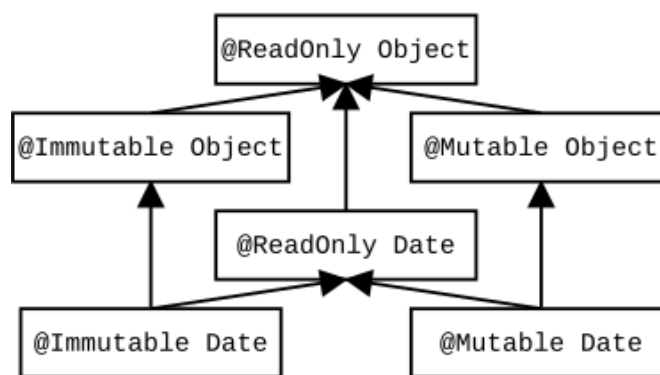 @ReadOnly Object
@Immutable Object
@Mutable Object
@ReadOnly Date
@Immutable Date
@Mutable Date